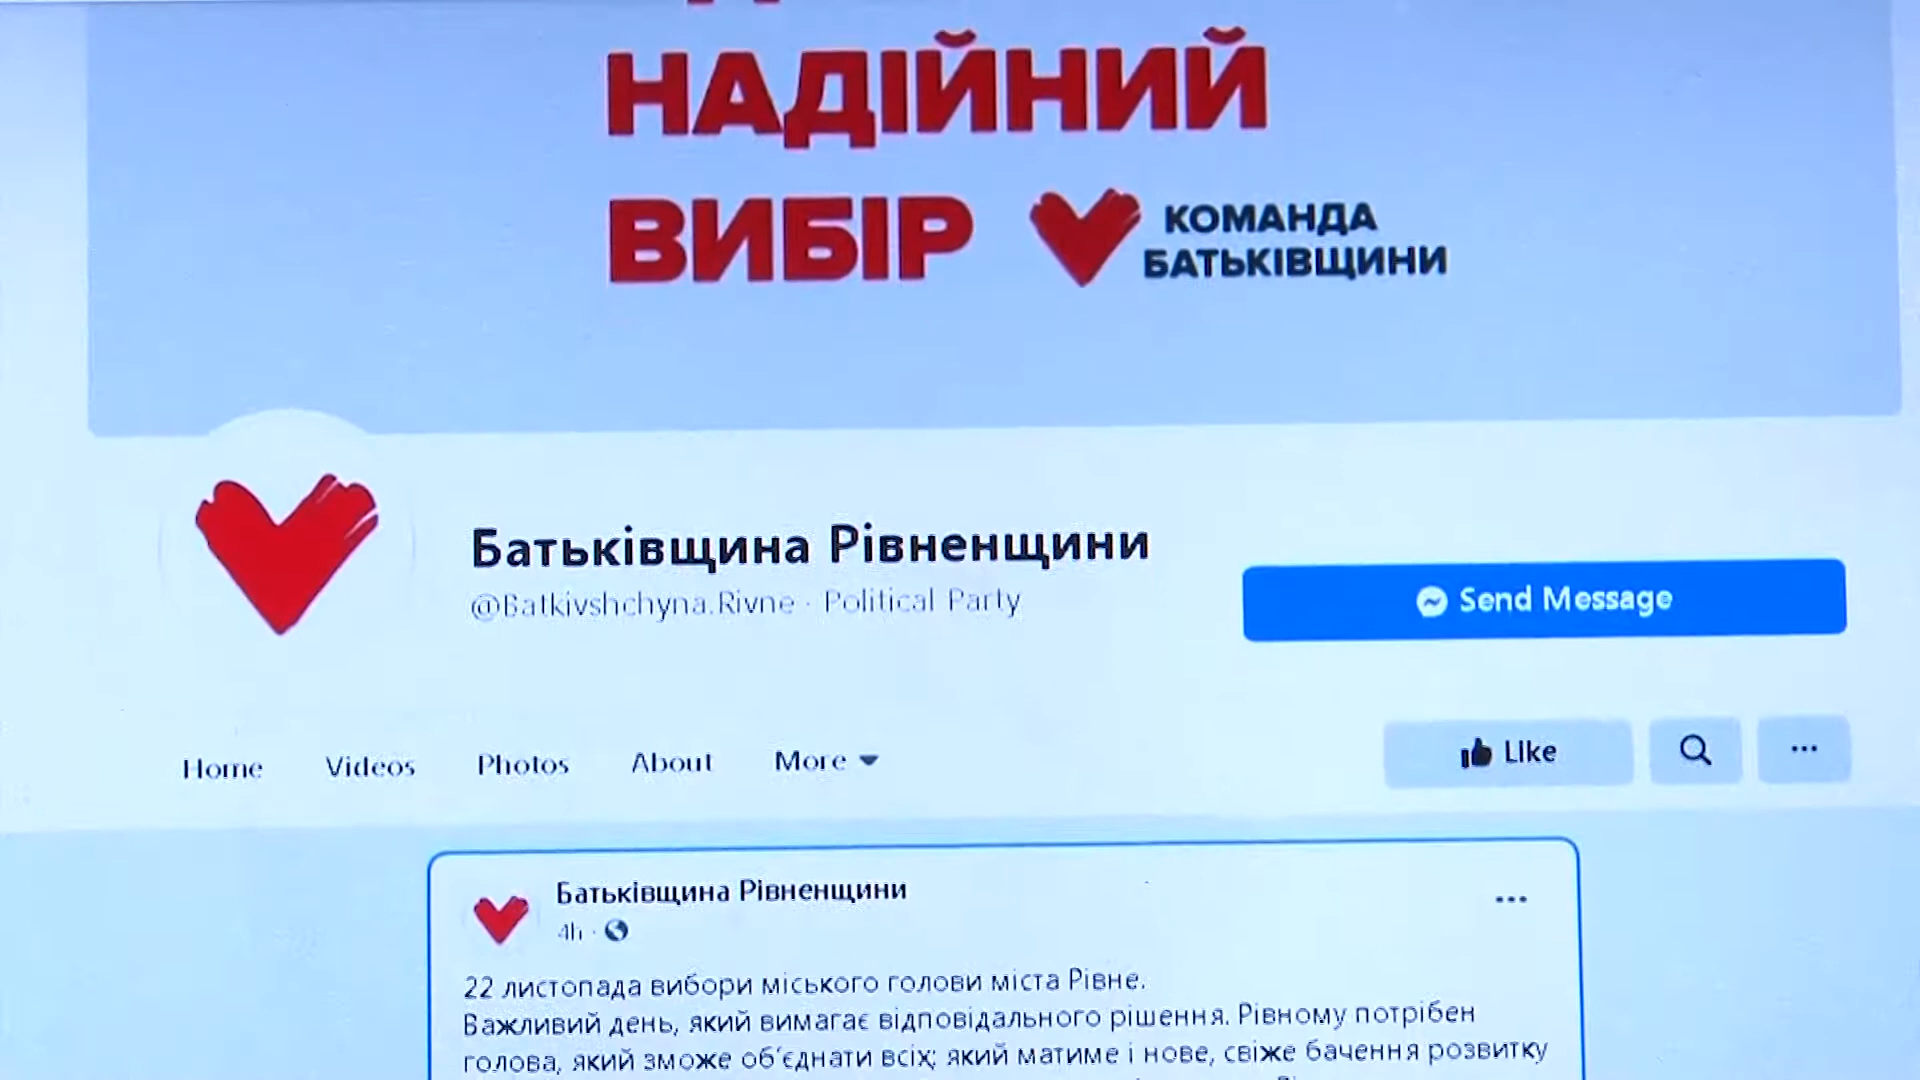 НАДІЙНИЙ
ВИБІР
КОМАНДА
БАТЬКІВЩИНИ
Батьківщина Рівненщини
@Batkivshchyna.Rivne · Political Party
Send Message
Home Videos Photos About More
Like
Батьківщина Рівненщини
4h ·
22 листопада вибори міського голови міста Рівне.
Важливий день, який вимагає відповідального рішення. Рівному потрібен
голова, який зможе об‘єднати всіх; який матиме і нове, свіже бачення розвитку